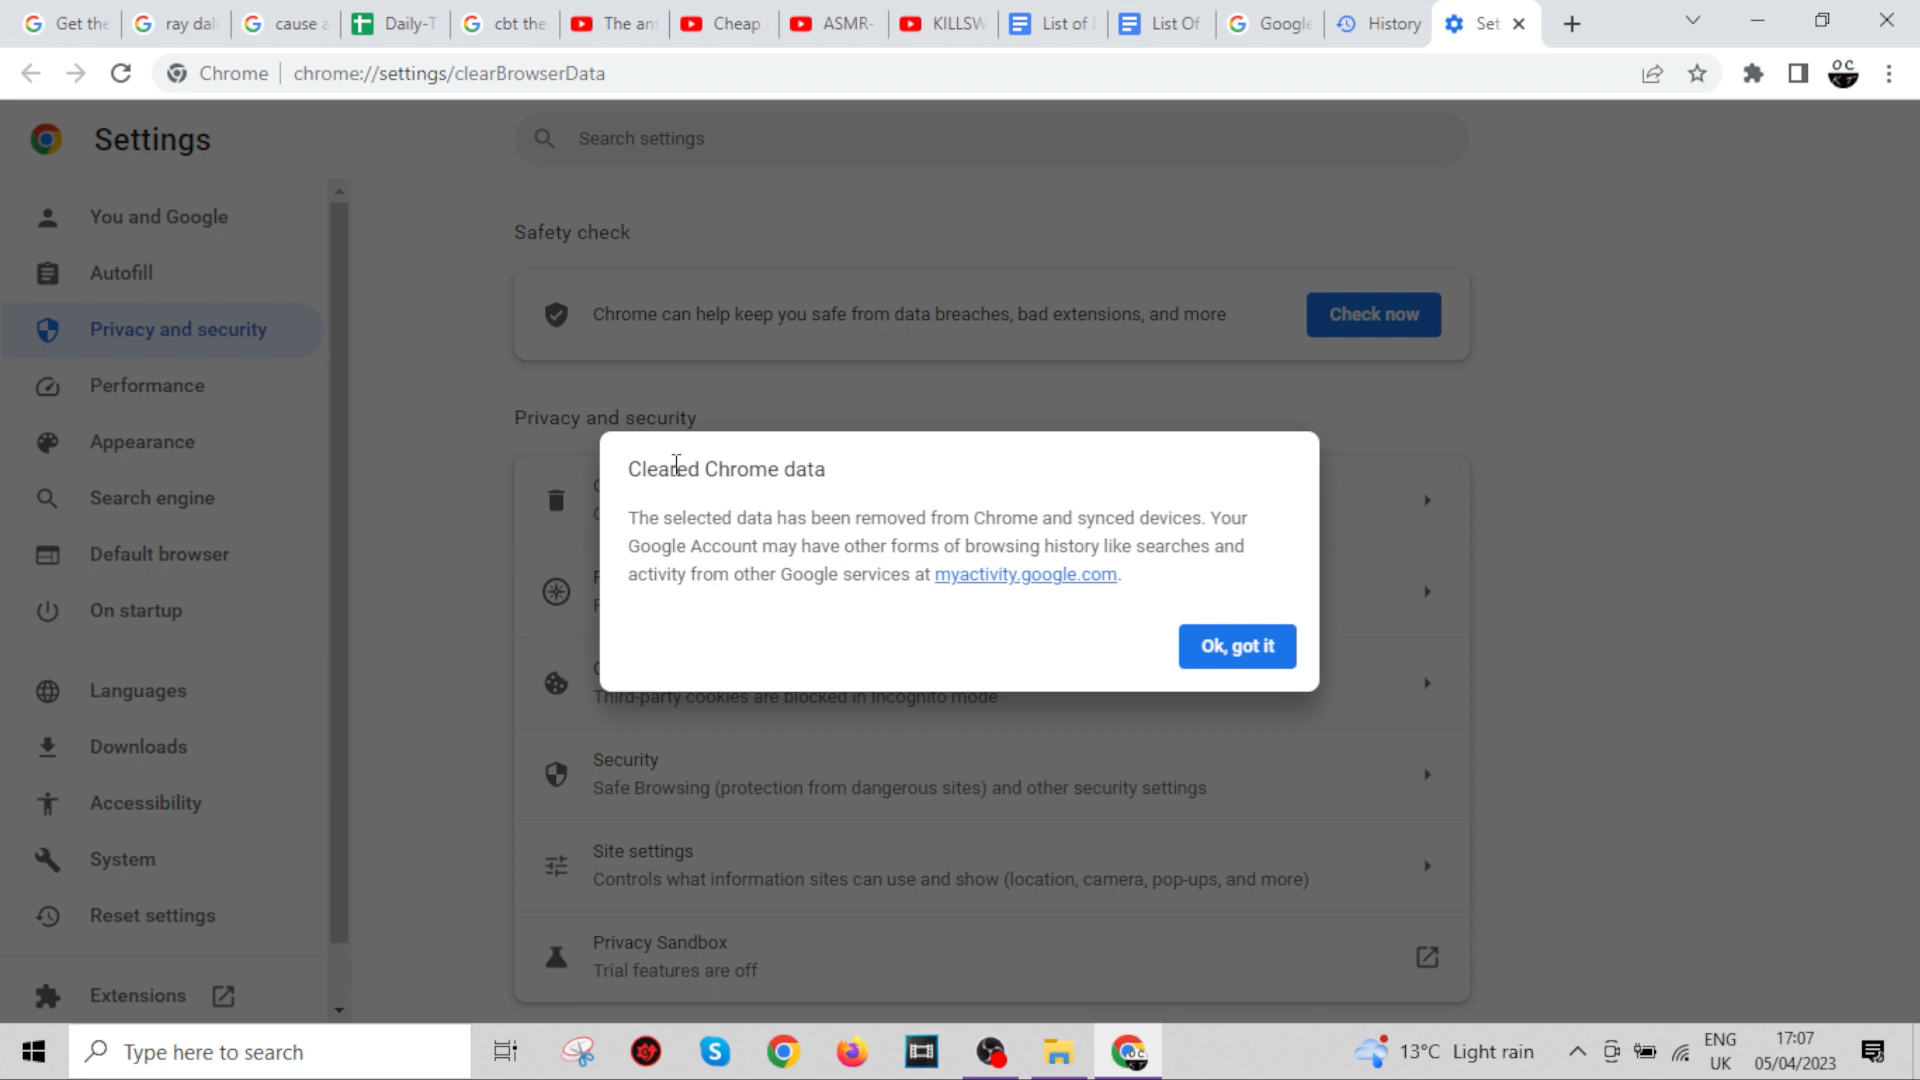 Get the
ray dali
cause a
Daily-T
cbt the
The ant
Cheap
ASMR-
KILLSW
List of
List Of
Google
History
Set
Chrome
chrome://settings/clearBrowserData
OC
Settings
Search settings
You and Google
Autofill
Privacy and security
Performance
Appearance
Search engine
Default browser
On startup
Languages
Downloads
Accessibility
System
Reset settings
Extensions
Safety check
Chrome can help keep you safe from data breaches, bad extensions, and more
Check now
Privacy and security
Cleared Chrome data
The selected data has been removed from Chrome and synced devices. Your
Google Account may have other forms of browsing history like searches and
activity from other Google services at myactivity.google.com.
Ok, got it
Third-party cookies are blocked in Incognito mode
Security
Safe Browsing (protection from dangerous sites) and other security settings
Site settings
Controls what information sites can use and show (location, camera, pop-ups, and more)
Privacy Sandbox
Trial features are off
Type here to search
13°C Light rain
ENG
UK
17:07
05/04/2023